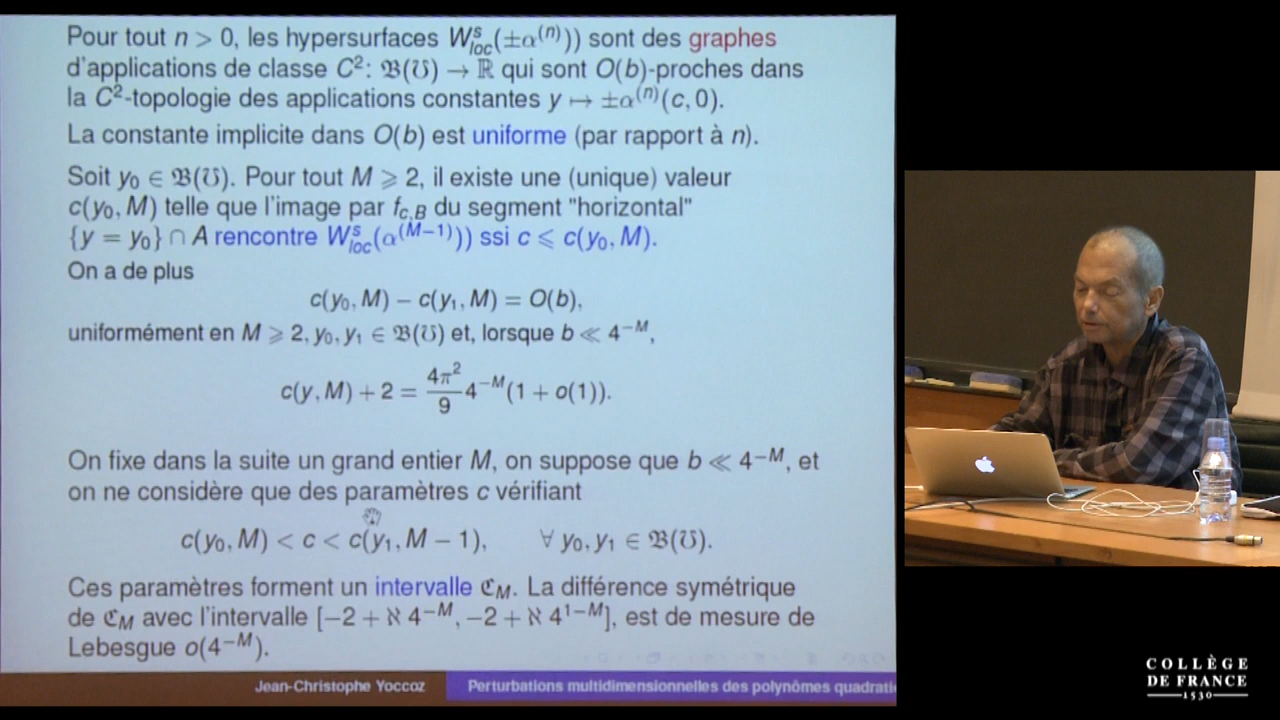 Pour tout n > 0, les hypersurfaces W^s_{loc}(±α^{(n)})) sont des graphes
d'applications de classe C²: 𝔅(℧) → ℝ qui sont O(b)-proches dans
la C²-topologie des applications constantes y ↦ ±α^{(n)}(c, 0).
La constante implicite dans O(b) est uniforme (par rapport à n).
Soit y₀ ∈ 𝔅(℧). Pour tout M ⩾ 2, il existe une (unique) valeur
c(y₀, M) telle que l'image par f_{c,B} du segment "horizontal"
{y = y₀} ∩ A rencontre W^s_{loc}(α^{(M−1)})) ssi c ⩽ c(y₀, M).
On a de plus
c(y₀, M) − c(y₁, M) = O(b),
uniformément en M ⩾ 2, y₀, y₁ ∈ 𝔅(℧) et, lorsque b ≪ 4^{−M},
c(y, M) + 2 = \frac{4π²}{9} 4^{−M}(1 + o(1)).
On fixe dans la suite un grand entier M, on suppose que b ≪ 4^{−M}, et
on ne considère que des paramètres c vérifiant
c(y₀, M) < c < c(y₁, M − 1), ∀ y₀, y₁ ∈ 𝔅(℧).
Ces paramètres forment un intervalle ℭ_M. La différence symétrique
de ℭ_M avec l'intervalle [−2 + ℵ 4^{−M}, −2 + ℵ 4^{1−M}], est de mesure de
Lebesgue o(4^{−M}).
Jean-Christophe Yoccoz Perturbations multidimensionnelles des polynômes quadrati
COLLÈGE
DE FRANCE
1530